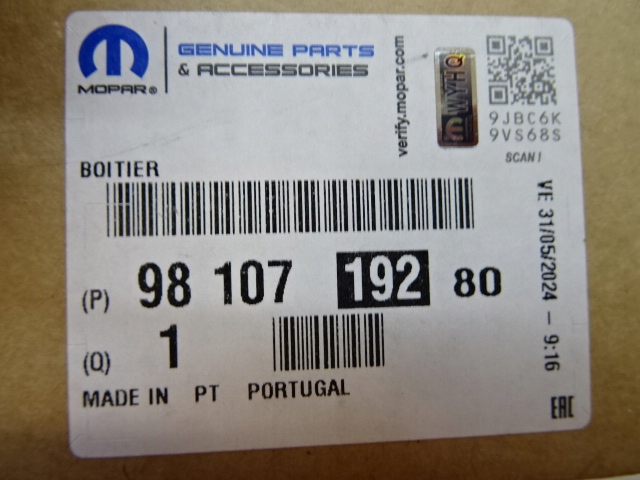 MOPAR®
GENUINE PARTS
& ACCESSORIES
verify.mopar.com
WYHQ
9JBC6K
9VS68S
SCAN !
BOITIER
(P) 98 107 192 80
(Q) 1
MADE IN PT PORTUGAL
VE 31/05/2024 – 9:16
EAC